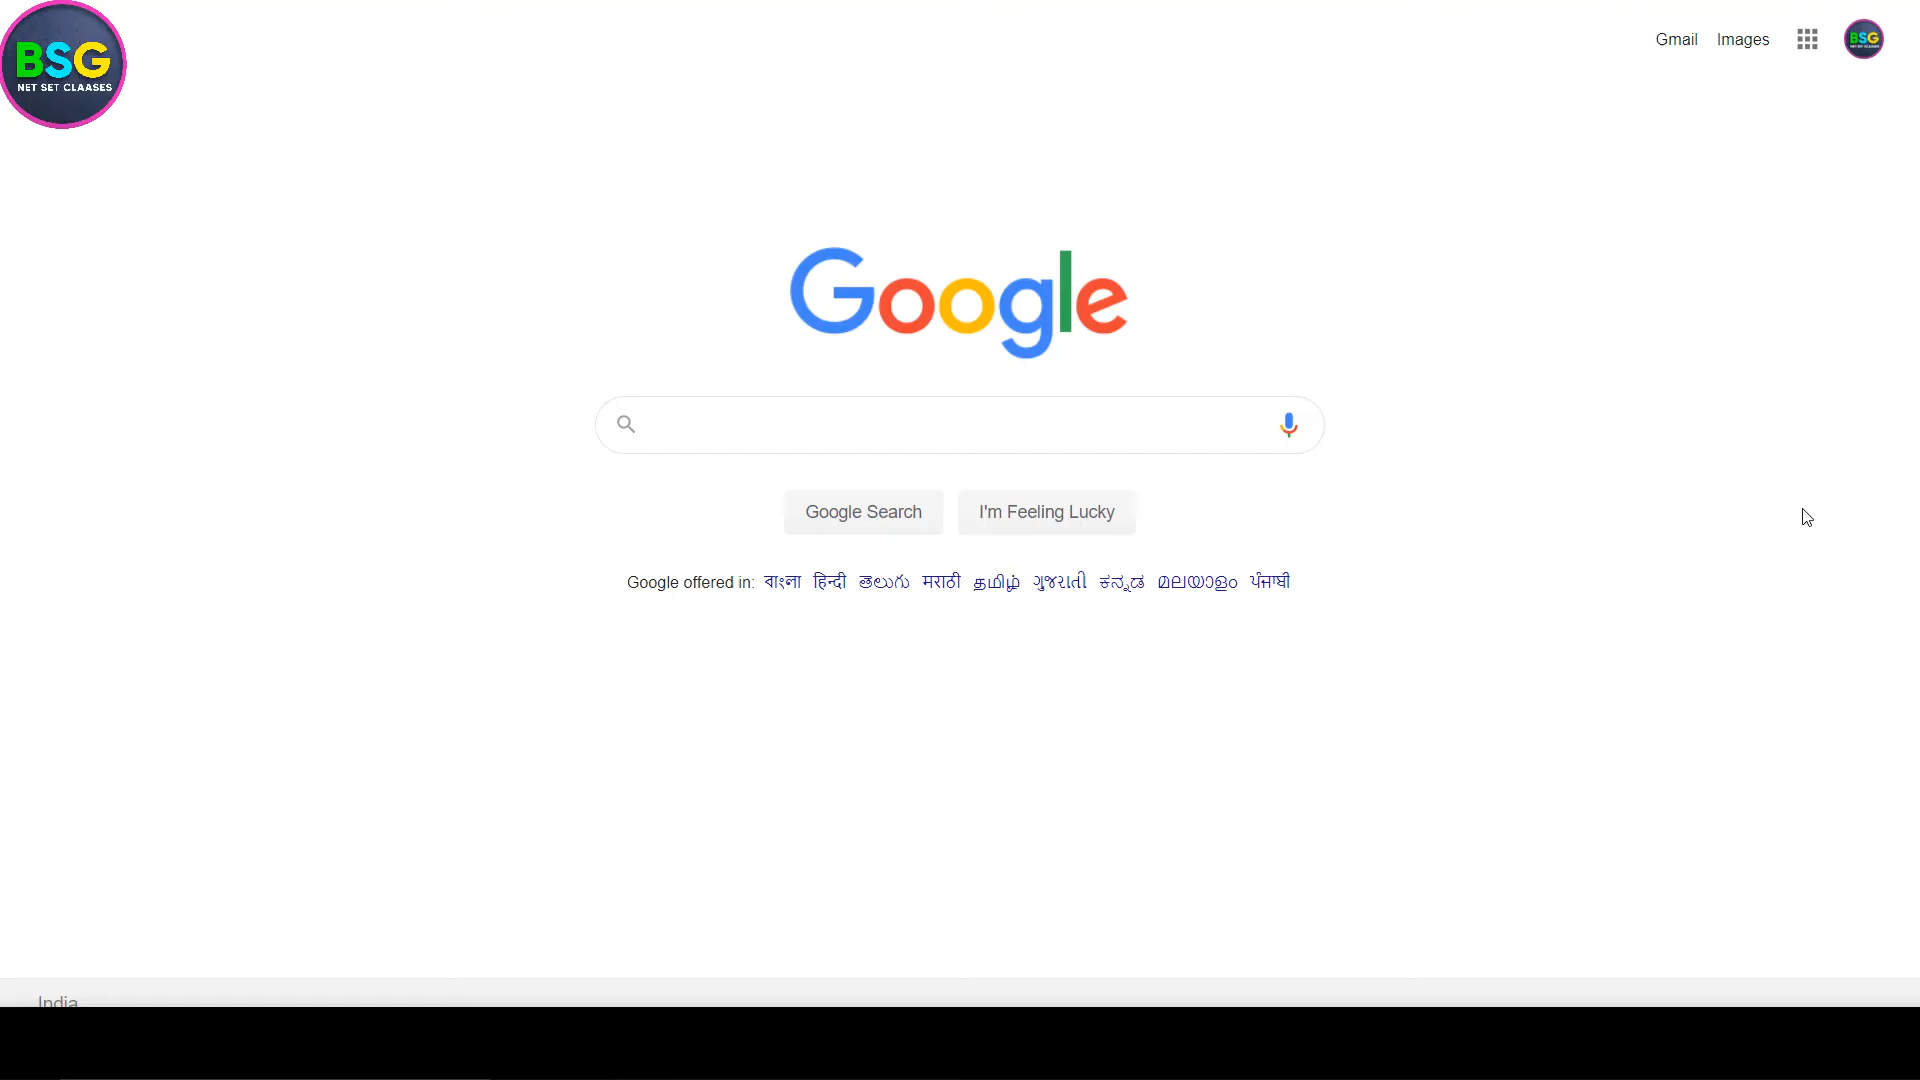 BSG
NET SET CLAASES
Gmail Images
BSG
Google
Google Search I'm Feeling Lucky
Google offered in: বাংলা हिन्दी తెలుగు मराठी தமிழ் ગુજરાતી ಕನ್ನಡ മലയാളം ਪੰਜਾਬੀ
India